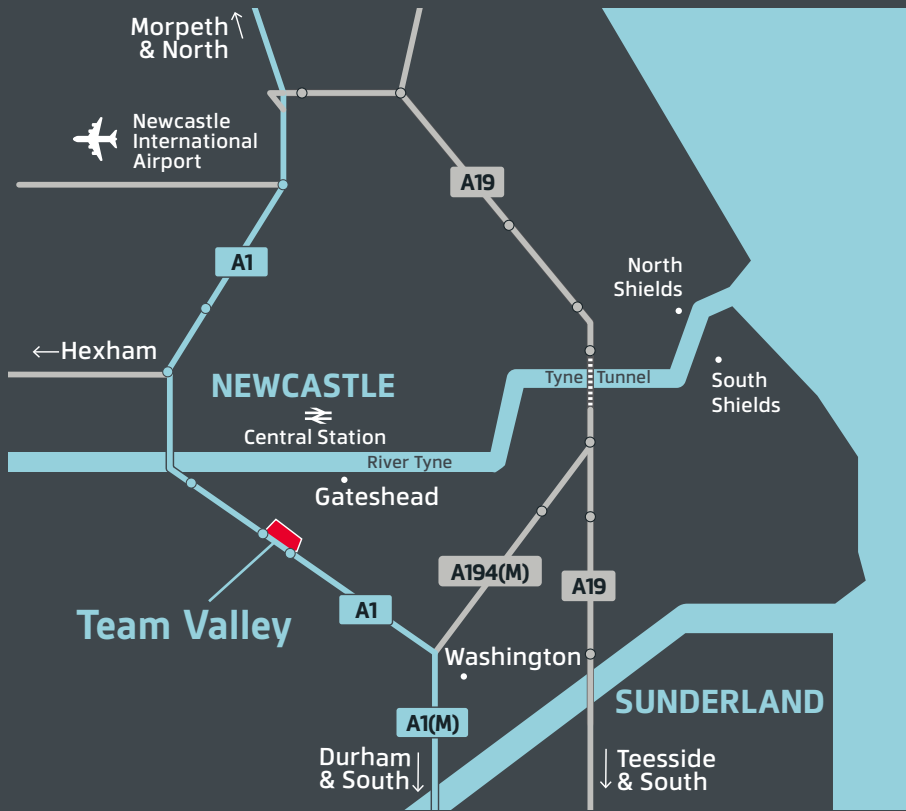 Morpeth
& North
Newcastle
International
Airport
A19
A1
North
Shields
←Hexham
NEWCASTLE
Tyne Tunnel
South
Shields
Central Station
River Tyne
Gateshead
A194(M)
A19
A1
Team Valley
Washington
SUNDERLAND
A1(M)
Durham
& South
Teesside
& South